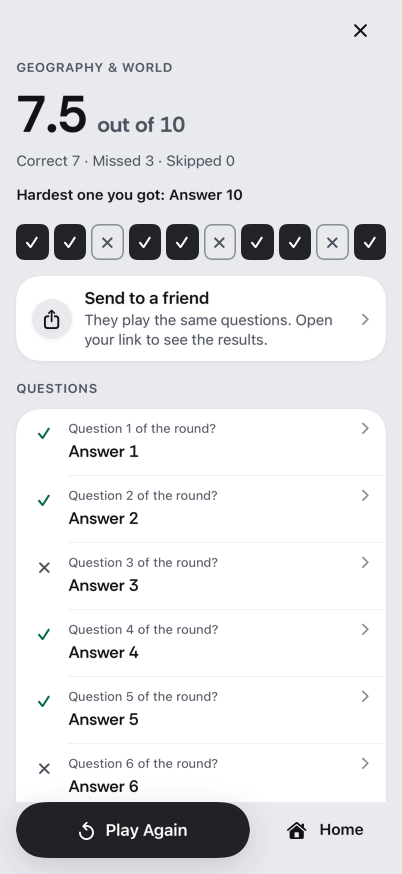 GEOGRAPHY & WORLD
7.5 out of 10
Correct 7 · Missed 3 · Skipped 0
Hardest one you got: Answer 10
Send to a friend
They play the same questions. Open
your link to see the results.
QUESTIONS
Question 1 of the round?
Answer 1
Question 2 of the round?
Answer 2
Question 3 of the round?
Answer 3
Question 4 of the round?
Answer 4
Question 5 of the round?
Answer 5
Question 6 of the round?
Answer 6
Play Again
Home